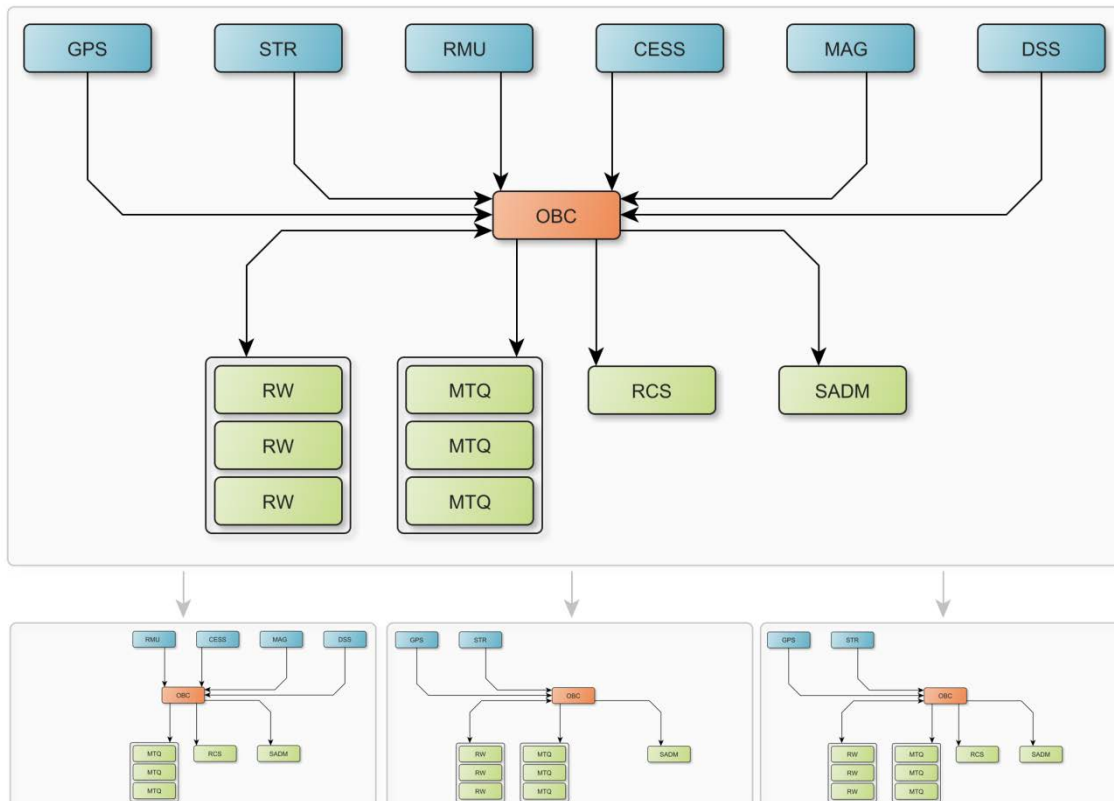 GPS STR RMU CESS MAG DSS
OBC
RW MTQ RCS SADM
RW MTQ
RW MTQ
RMU CESS MAG DSS
OBC
MTQ RCS SADM
MTQ
MTQ
GPS STR
OBC
RW MTQ SADM
RW MTQ
RW MTQ
GPS STR
OBC
RW MTQ RCS SADM
RW MTQ
RW MTQ